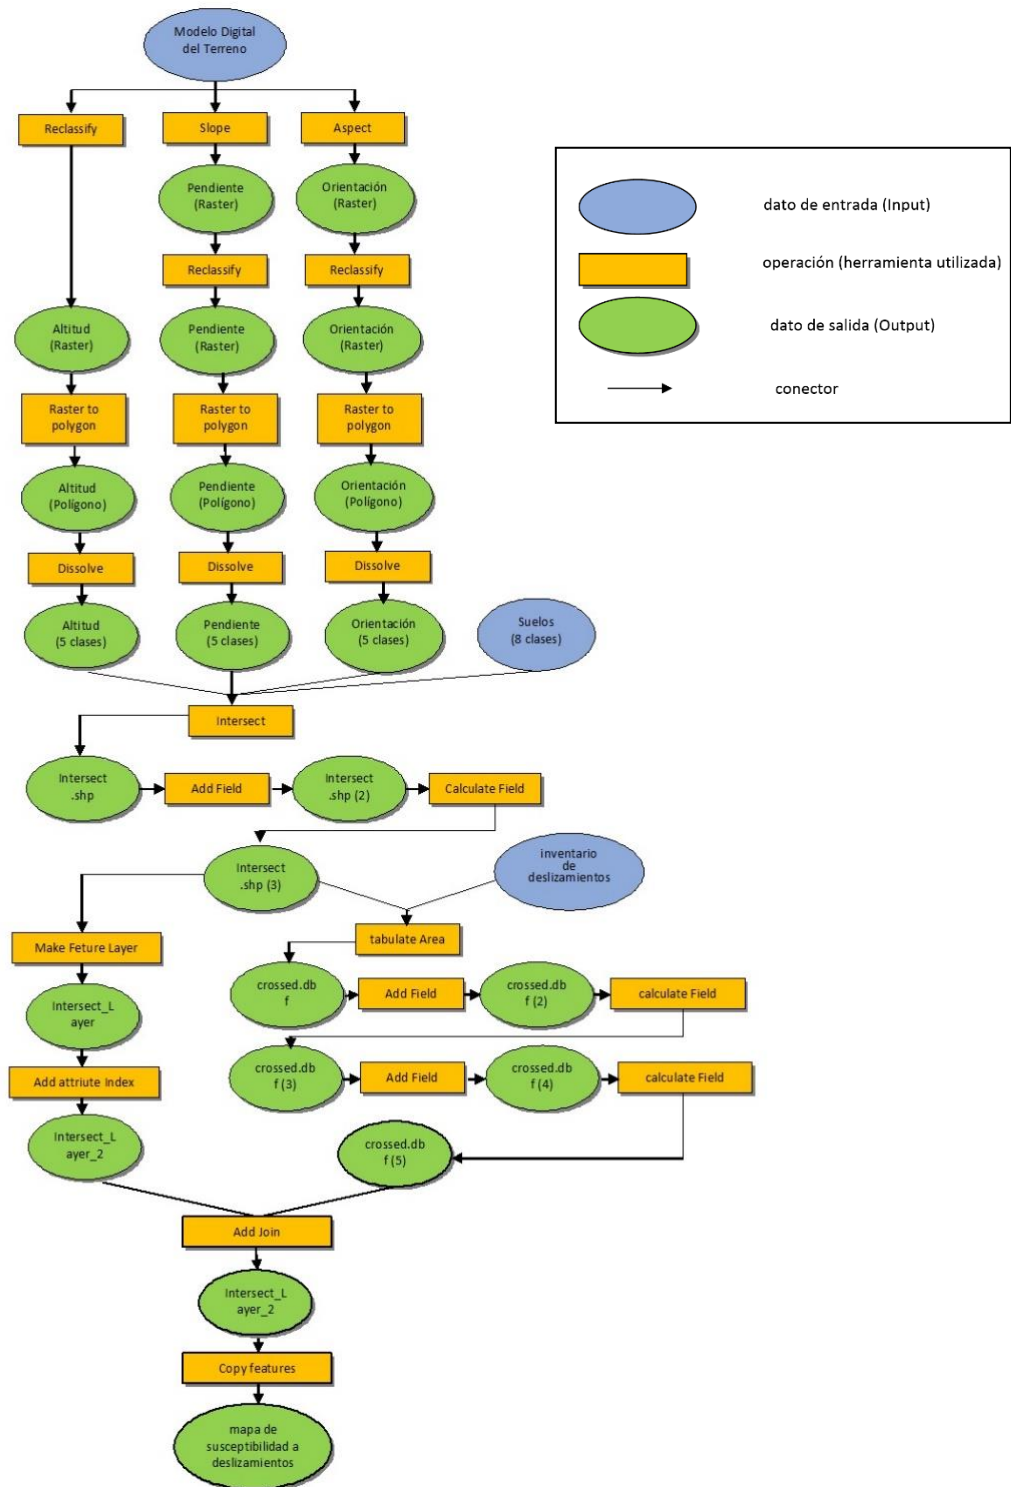 Modelo Digital
del Terreno
Reclassify
Slope
Aspect
Pendiente
(Raster)
Orientación
(Raster)
Reclassify
Reclassify
Altitud
(Raster)
Pendiente
(Raster)
Orientación
(Raster)
Raster to
polygon
Raster to
polygon
Raster to
polygon
Altitud
(Polígono)
Pendiente
(Polígono)
Orientación
(Polígono)
Dissolve
Dissolve
Dissolve
Altitud
(5 clases)
Pendiente
(5 clases)
Orientación
(5 clases)
Suelos
(8 clases)
Intersect
Intersect
.shp
Add Field
Intersect
.shp (2)
Calculate Field
Intersect
.shp (3)
inventario
de
deslizamientos
Make Feture Layer
tabulate Area
Intersect_L
ayer
crossed.db
f
Add Field
crossed.db
f (2)
calculate Field
Add attriute Index
crossed.db
f (3)
Add Field
crossed.db
f (4)
calculate Field
Intersect_L
ayer_2
crossed.db
f (5)
Add Join
Intersect_L
ayer_2
Copy features
mapa de
susceptibilidad a
deslizamientos
dato de entrada (Input)
operación (herramienta utilizada)
dato de salida (Output)
conector